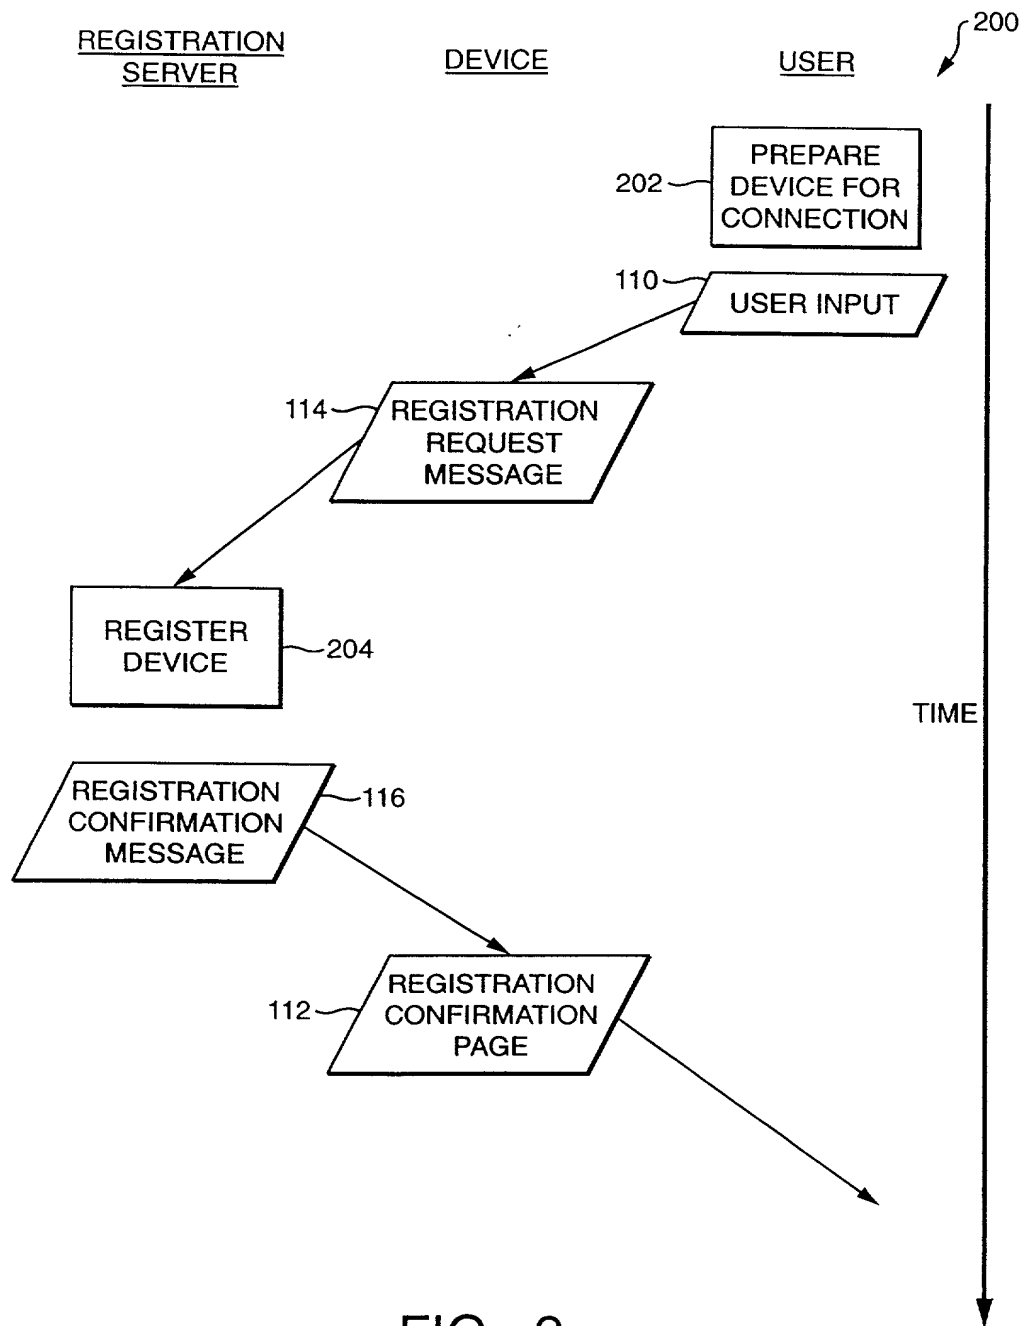 REGISTRATION
SERVER
DEVICE
USER
200
PREPARE
DEVICE FOR
CONNECTION
202
110
USER INPUT
114
REGISTRATION
REQUEST
MESSAGE
REGISTER
DEVICE
204
TIME
REGISTRATION
CONFIRMATION
MESSAGE
116
REGISTRATION
CONFIRMATION
PAGE
112
FIG.